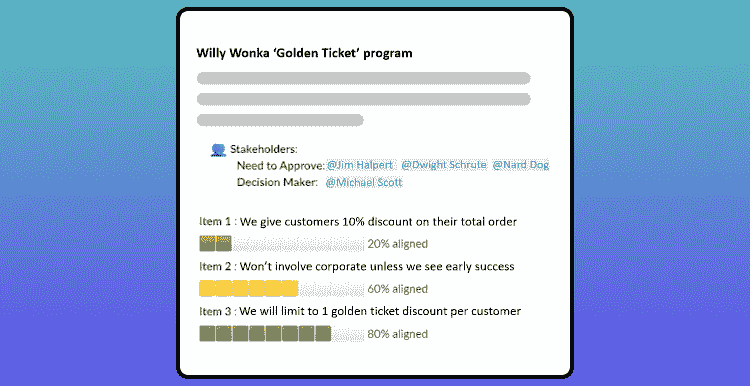 Willy Wonka ‘Golden Ticket’ program
Stakeholders:
Need to Approve: @Jim Halpert @Dwight Schrute @Nard Dog
Decision Maker: @Michael Scott
Item 1 : We give customers 10% discount on their total order
20% aligned
Item 2 : Won’t involve corporate unless we see early success
60% aligned
Item 3 : We will limit to 1 golden ticket discount per customer
80% aligned